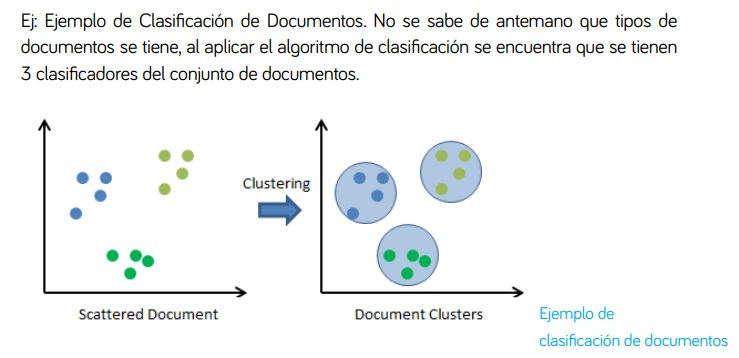 Ej: Ejemplo de Clasificación de Documentos. No se sabe de antemano que tipos de
documentos se tiene, al aplicar el algoritmo de clasificación se encuentra que se tienen
3 clasificadores del conjunto de documentos.
Clustering
Scattered Document
Document Clusters
Ejemplo de
clasificación de documentos